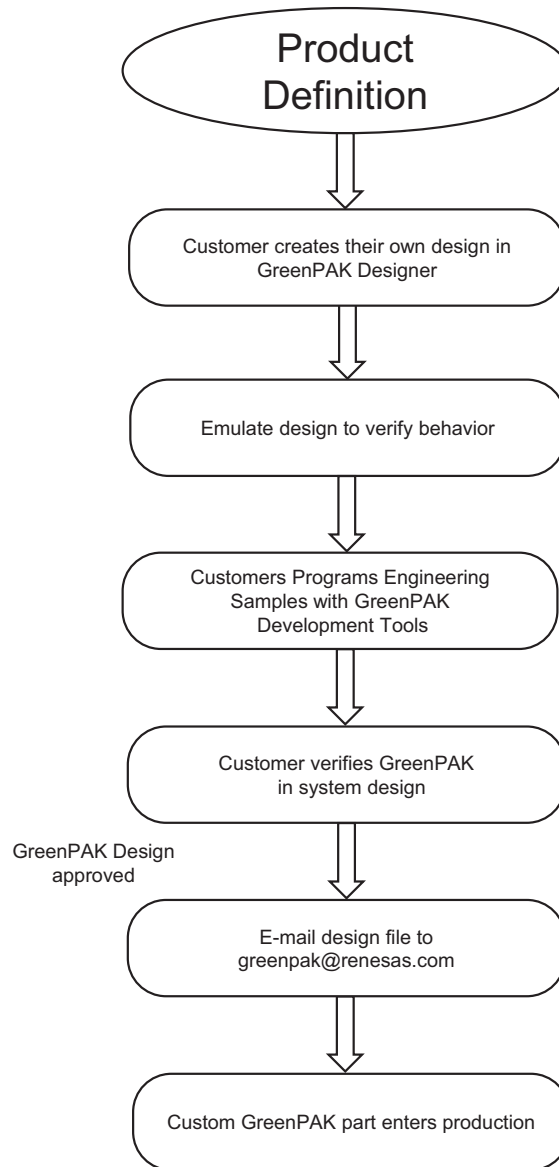 Product
Definition
Customer creates their own design in
GreenPAK Designer
Emulate design to verify behavior
Customers Programs Engineering
Samples with GreenPAK
Development Tools
Customer verifies GreenPAK
in system design
GreenPAK Design
approved
E-mail design file to
greenpak@renesas.com
Custom GreenPAK part enters production